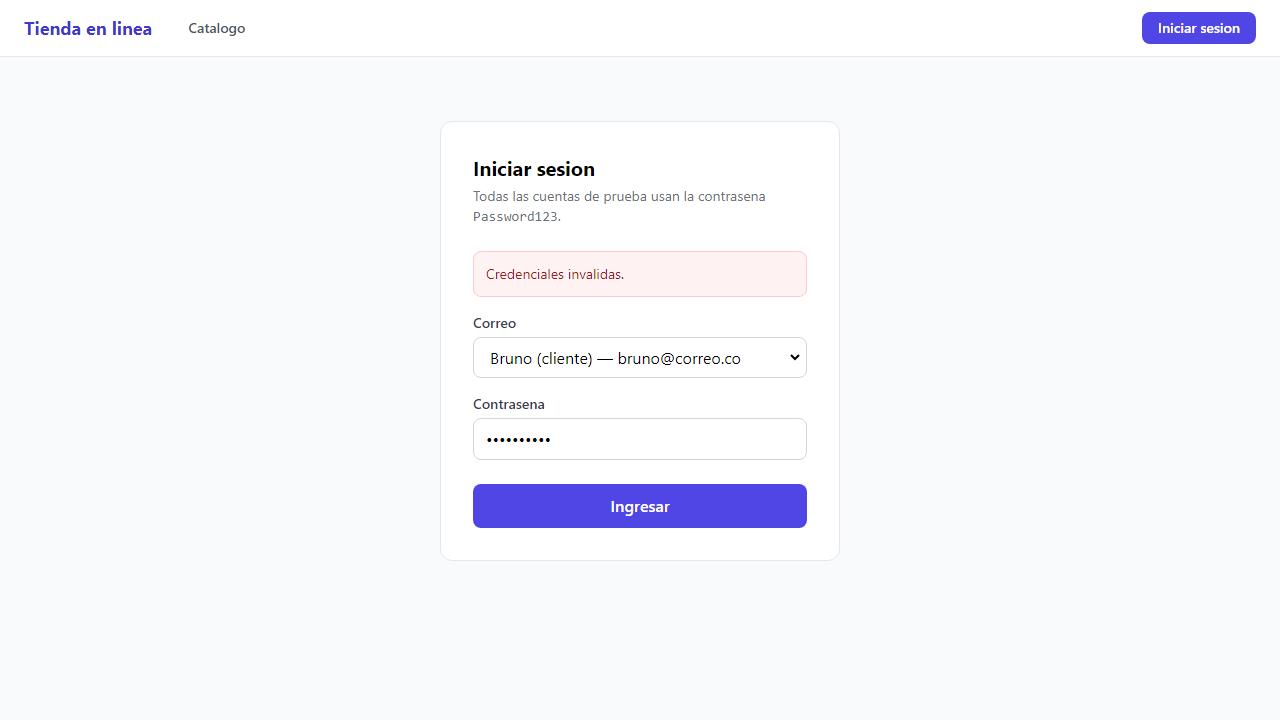 Tienda en linea
Catalogo
Iniciar sesion
Iniciar sesion
Todas las cuentas de prueba usan la contrasena
Password123.
Credenciales invalidas.
Correo
Bruno (cliente) — bruno@correo.co
Contrasena
••••••••••
Ingresar